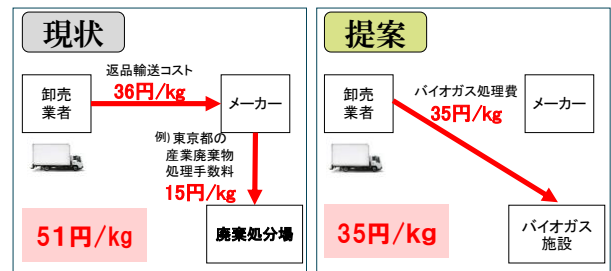 現状
返品輸送コスト
36円/kg
卸売
業者
メーカー
例)東京都の
産業廃棄物
処理手数料
15円/kg
51円/kg
廃棄処分場
提案
卸売
業者
バイオガス処理費
35円/kg
メーカー
35円/kg
バイオガス
施設